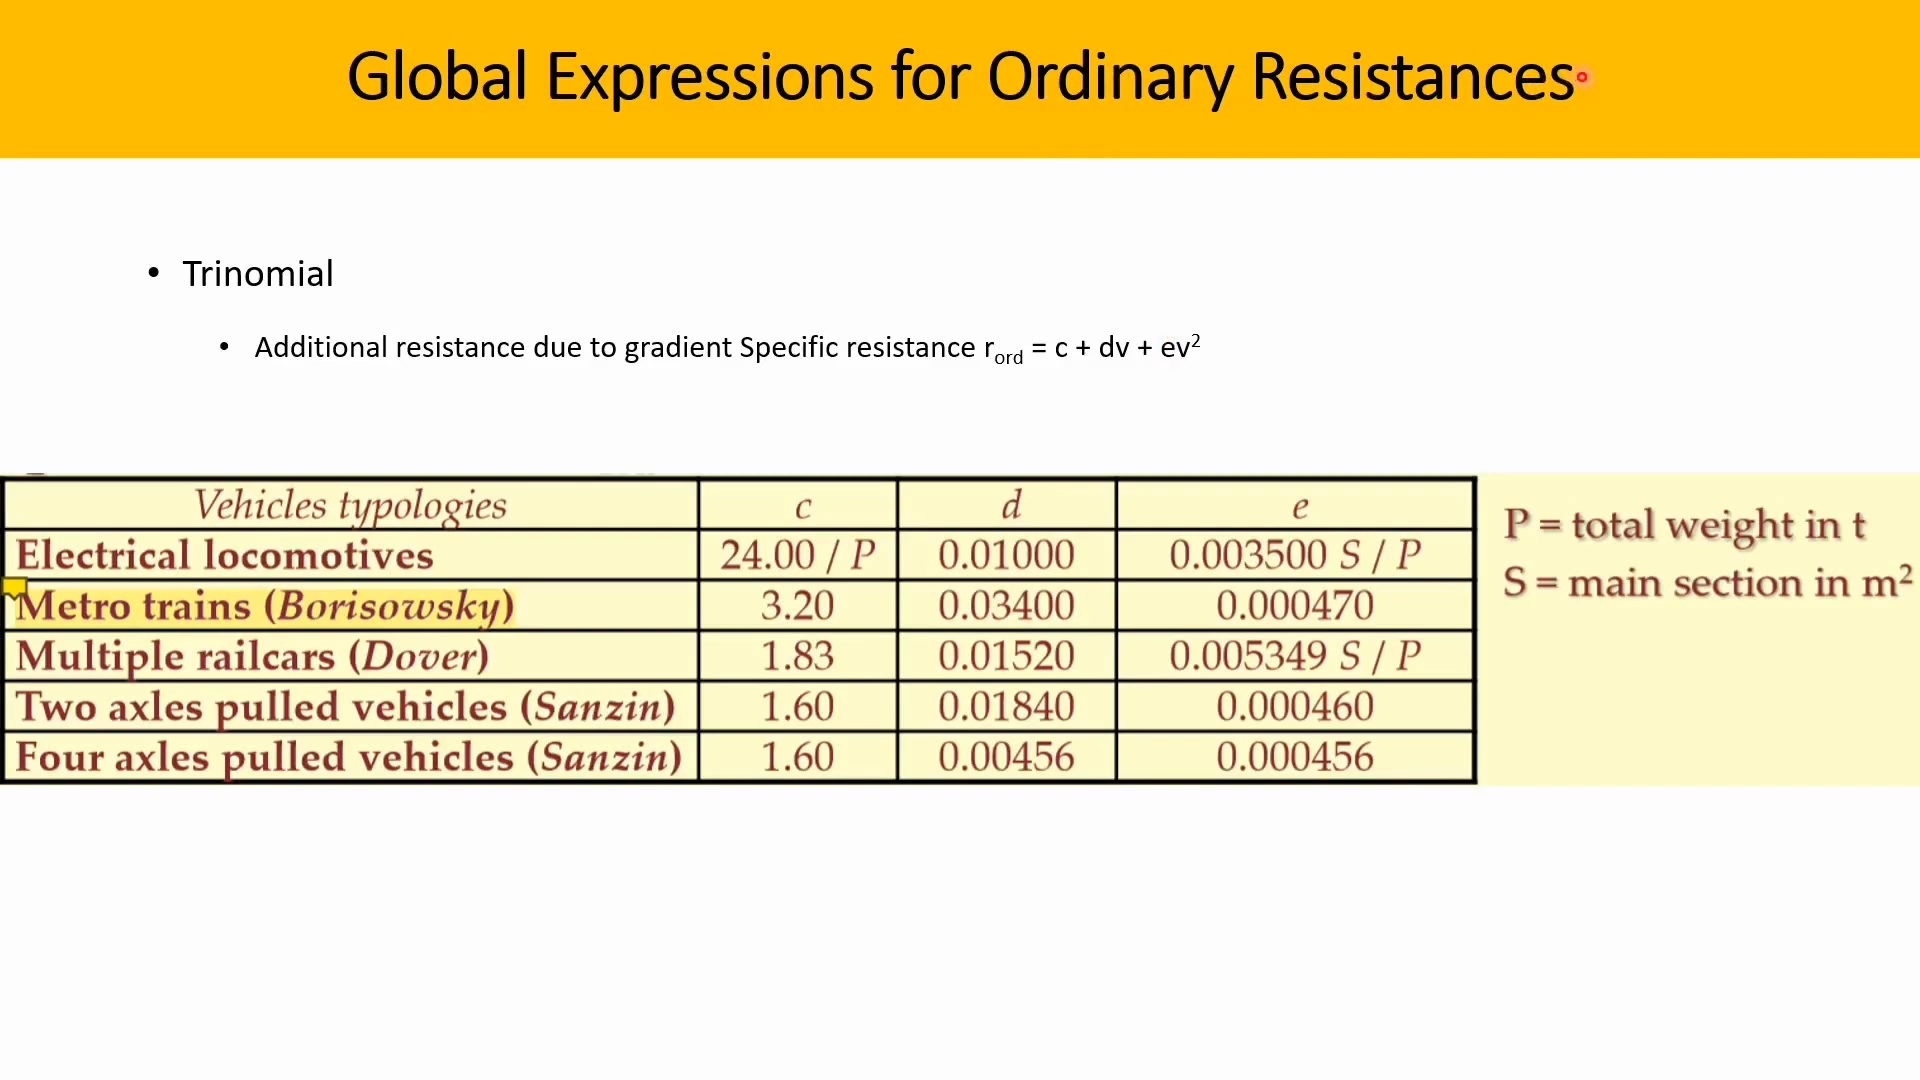 Global Expressions for Ordinary Resistances
• Trinomial
• Additional resistance due to gradient Specific resistance rord = c + dv + ev²
Vehicles typologies c d e
Electrical locomotives 24.00 / P 0.01000 0.003500 S / P
Metro trains (Borisowsky) 3.20 0.03400 0.000470
Multiple railcars (Dover) 1.83 0.01520 0.005349 S / P
Two axles pulled vehicles (Sanzin) 1.60 0.01840 0.000460
Four axles pulled vehicles (Sanzin) 1.60 0.00456 0.000456
P = total weight in t
S = main section in m²